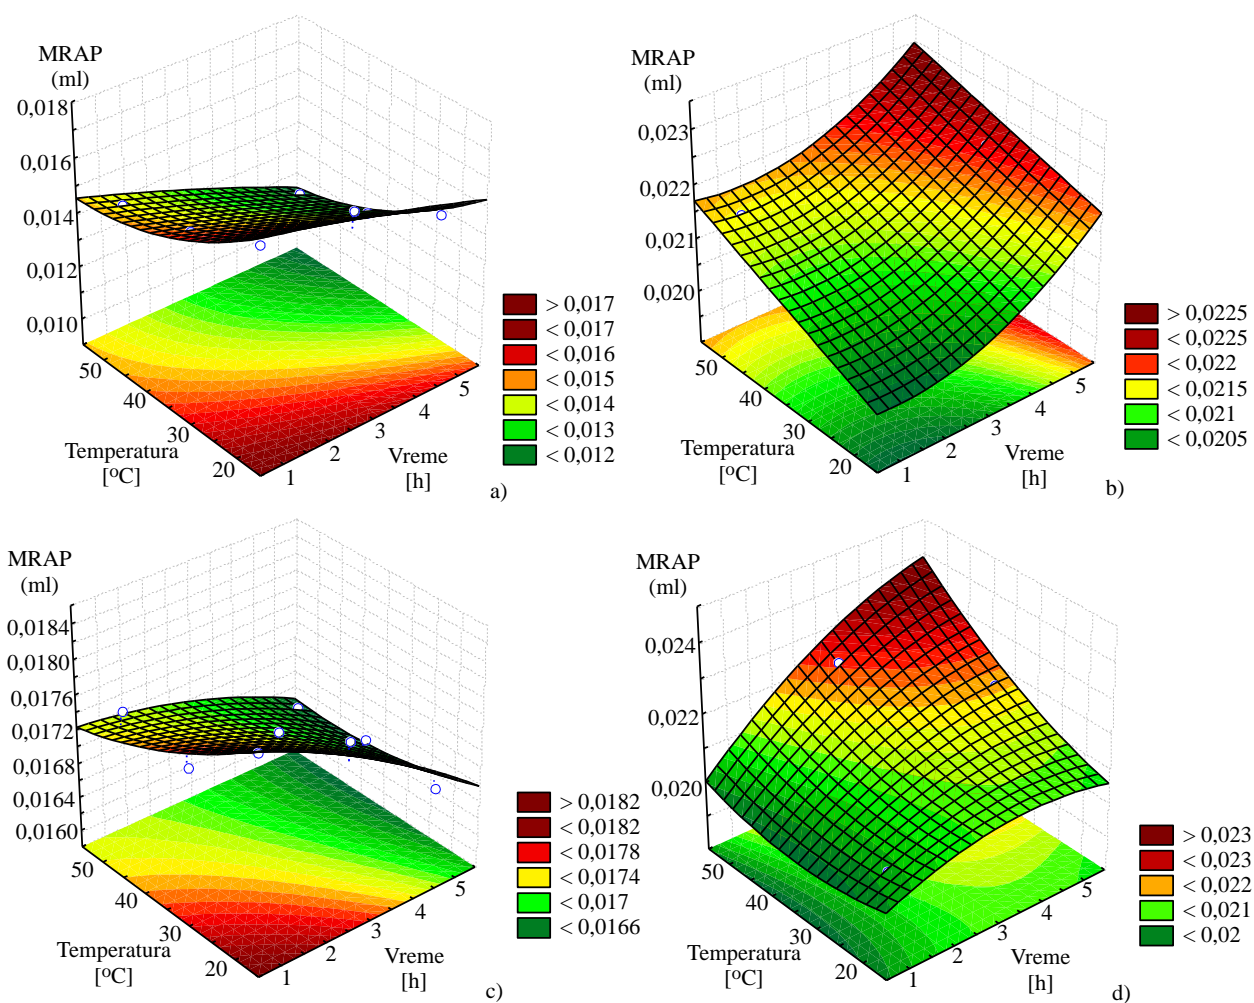 MRAP
(ml)
0,018
0,016
0,014
0,012
0,010
50
40
30
20
Temperatura
[ºC]
1
2
3
4
5
Vreme
[h]
> 0,017
< 0,017
< 0,016
< 0,015
< 0,014
< 0,013
< 0,012
a)
MRAP
(ml)
0,023
0,022
0,021
0,020
50
40
30
20
Temperatura
[ºC]
1
2
3
4
5
Vreme
[h]
> 0,0225
< 0,0225
< 0,022
< 0,0215
< 0,021
< 0,0205
b)
MRAP
(ml)
0,0184
0,0180
0,0176
0,0172
0,0168
0,0164
0,0160
50
40
30
20
Temperatura
[ºC]
1
2
3
4
5
Vreme
[h]
> 0,0182
< 0,0182
< 0,0178
< 0,0174
< 0,017
< 0,0166
c)
MRAP
(ml)
0,024
0,022
0,020
50
40
30
20
Temperatura
[ºC]
1
2
3
4
5
Vreme
[h]
> 0,023
< 0,023
< 0,022
< 0,021
< 0,02
d)